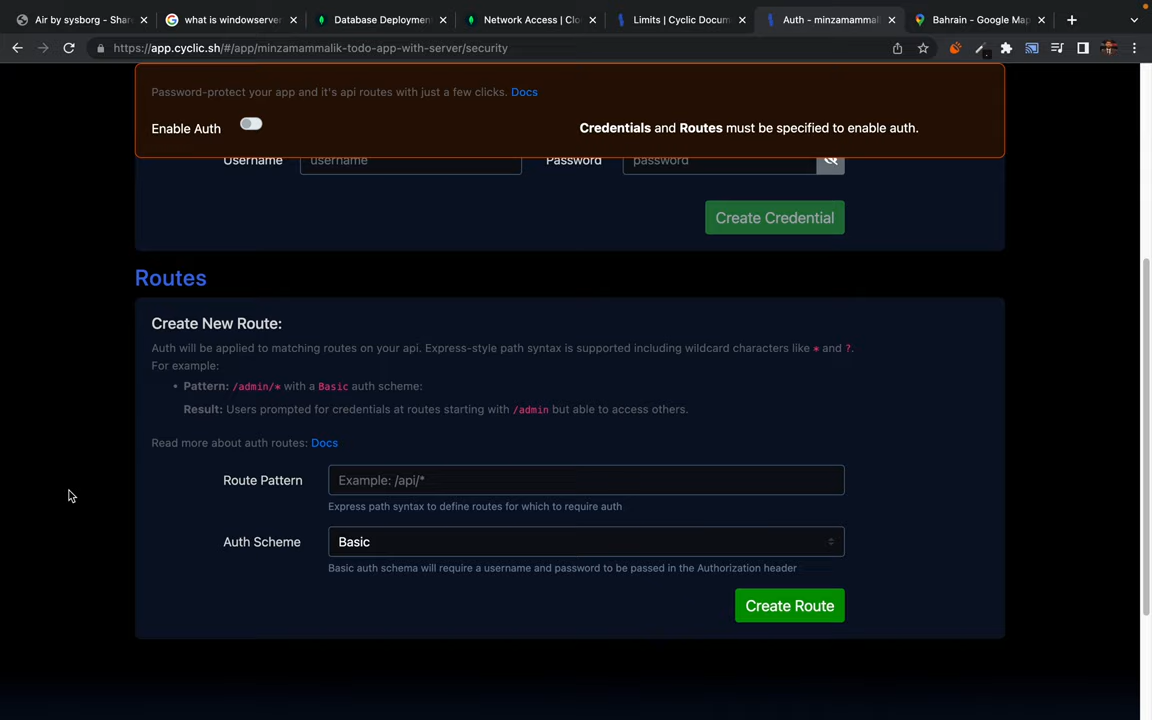 Air by sysborg - Shar
what is windowserver
Database Deploymen
Network Access | Clo
Limits | Cyclic Docum
Auth - minzamammali
Bahrain - Google Map
https://app.cyclic.sh/#/app/minzamammalik-todo-app-with-server/security
Password-protect your app and it's api routes with just a few clicks. Docs
Enable Auth
Credentials and Routes must be specified to enable auth.
Username
username
Password
password
Create Credential
Routes
Create New Route:
Auth will be applied to matching routes on your api. Express-style path syntax is supported including wildcard characters like * and ?.
For example:
• Pattern: /admin/* with a Basic auth scheme:
Result: Users prompted for credentials at routes starting with /admin but able to access others.
Read more about auth routes: Docs
Route Pattern
Example: /api/*
Express path syntax to define routes for which to require auth
Auth Scheme
Basic
Basic auth schema will require a username and password to be passed in the Authorization header
Create Route